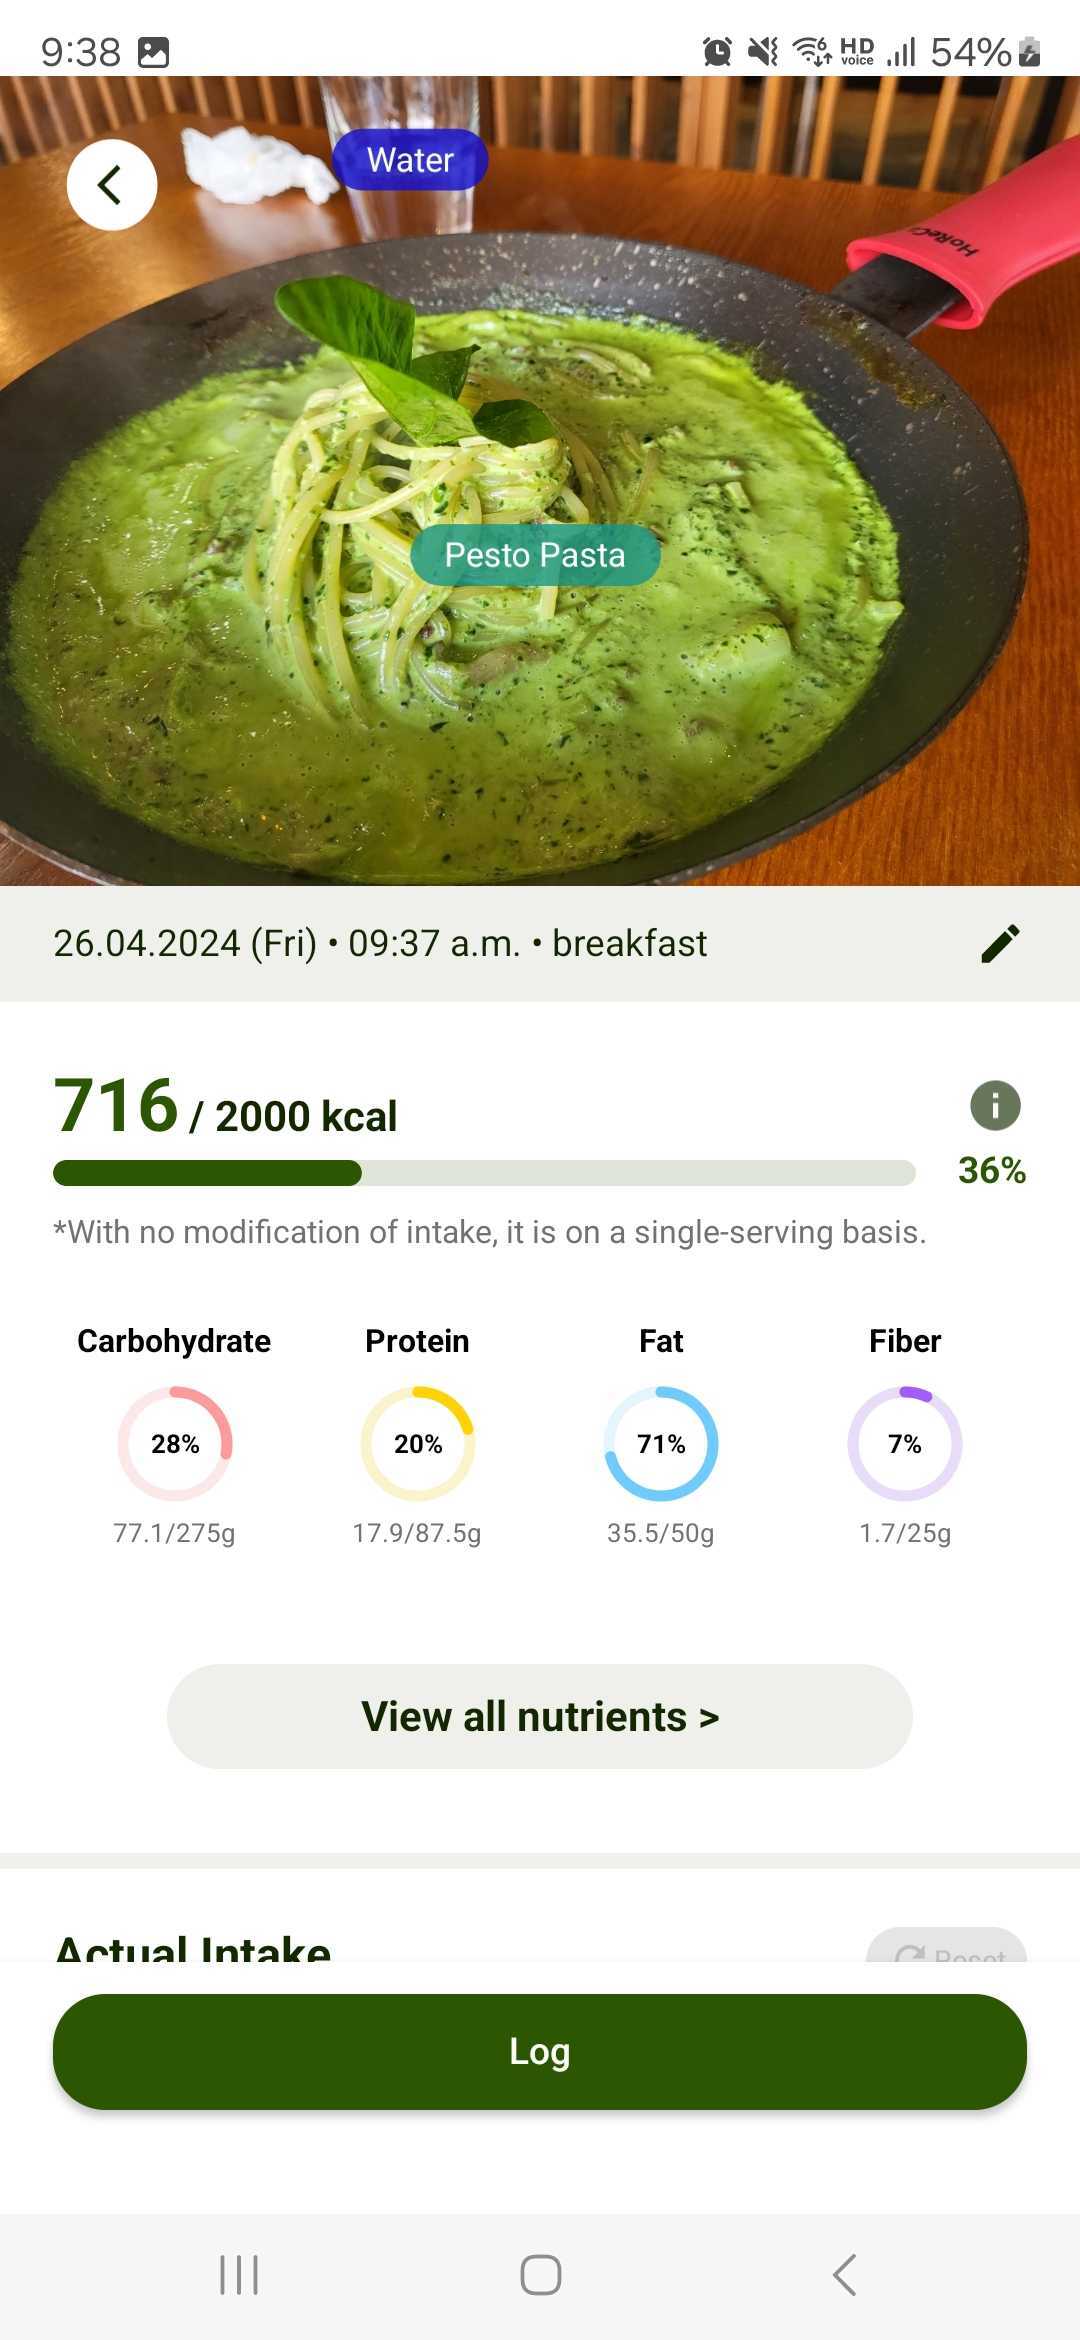 9:38
HD voice 54%
Water
HoReCa
Pesto Pasta
26.04.2024 (Fri) • 09:37 a.m. • breakfast
716 / 2000 kcal
36%
*With no modification of intake, it is on a single-serving basis.
Carbohydrate Protein Fat Fiber
28% 20% 71% 7%
77.1/275g 17.9/87.5g 35.5/50g 1.7/25g
View all nutrients >
Actual Intake Reset
Log